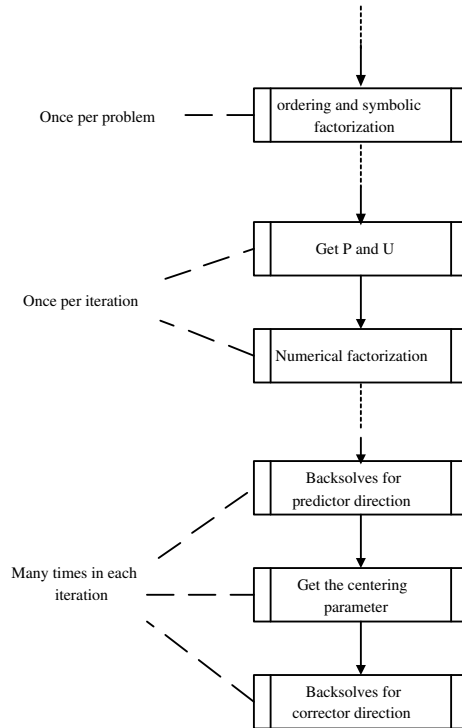 ordering and symbolic
factorization
Once per problem
Get P and U
Once per iteration
Numerical factorization
Backsolves for
predictor direction
Many times in each
iteration
Get the centering
parameter
Backsolves for
corrector direction